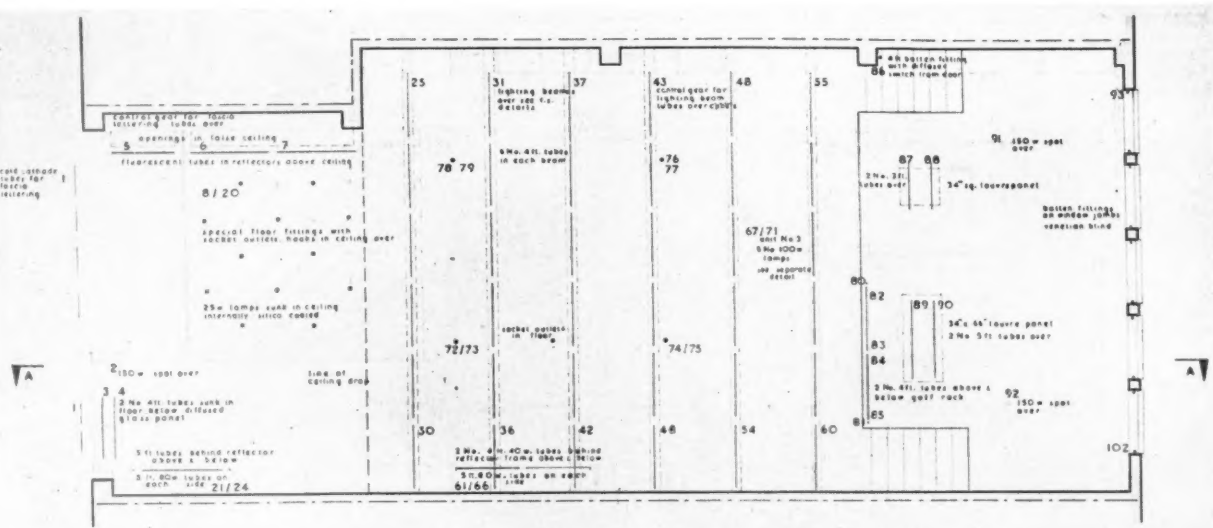 control gear for fascia
lettering tubes over
openings in false ceiling
5 6 7
fluorescent tubes in reflectors above ceiling
cold cathode
tubes for
fascia
lettering
1
8/20
special floor fittings with
socket outlets, hooks in ceiling over
25w lamps sunk in ceiling
internally silica cooled
A
2
150w spot over
line of
ceiling drop
3 4
2 No 4ft. tubes sunk in
floor below diffused
glass panel
5 ft tubes behind reflector
above & below
5 ft. 80w tubes on
each side 21/24
25
31
37
43
48
55
lighting beams
over see f.s.
details
control gear for
lighting beam
tubes over
6 No. 4ft. tubes
in each beam
78 79
76
77
67/71
unit No 3
5 No 100w
lamps
see separate
detail
socket outlets
in floor
72/73
74/75
30
36
42
48
54
60
2 No. 4 ft. 40w. tubes behind
reflector frame above & below
5 ft. 80w. tubes on each
side
61/66
86
4ft batten fitting
with diffused
switch from door
93
91
150w spot
over
87 88
2 No. 3ft.
tubes over
34" sq. louvre panel
batten fittings
on window jambs
venetian blind
80
82
89 90
34" x 66" louvre panel
2 No 5ft tubes over
83
84
A
2 No. 4ft. tubes above &
below golf rack
92
150w spot
over
81
85
102